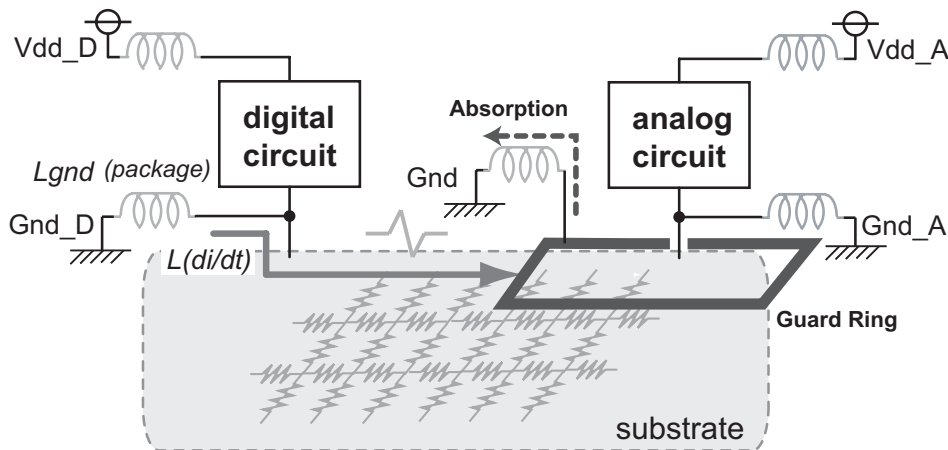 Vdd_D
Vdd_A
digital
circuit
Absorption
analog
circuit
Lgnd (package)
Gnd
Gnd_D
Gnd_A
L(di/dt)
Guard Ring
substrate